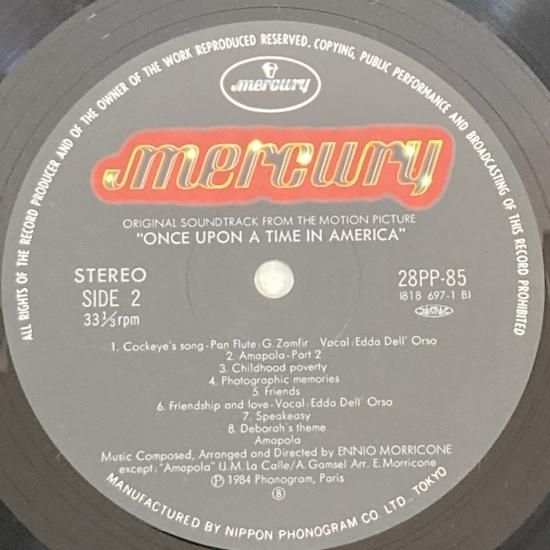 ALL RIGHTS OF THE RECORD PRODUCER AND OF THE OWNER OF THE WORK REPRODUCED RESERVED. COPYING, PUBLIC PERFORMANCE AND BROADCASTING OF THIS RECORD PROHIBITED
mercury
mercury
ORIGINAL SOUNDTRACK FROM THE MOTION PICTURE
"ONCE UPON A TIME IN AMERICA"
STEREO
SIDE 2
33⅓rpm
28PP-85
(818 697-1 B)
JASRAC
1. Cockeye's song-Pan Flute:G.Zamfir Vocal:Edda Dell' Orso
2. Amapola-Part 2
3. Childhood poverty
4. Photographic memories
5. Friends
6. Friendship and love-Vocal:Edda Dell' Orso
7. Speakeasy
8. Deborah's theme
Amapola
Music Composed, Arranged and Directed by ENNIO MORRICONE
except: "Amapola" (J.M.La Calle/A.Gamsel Arr. E.Morricone
Ⓟ1984 Phonogram, Paris
⑧
MANUFACTURED BY NIPPON PHONOGRAM CO. LTD., TOKYO